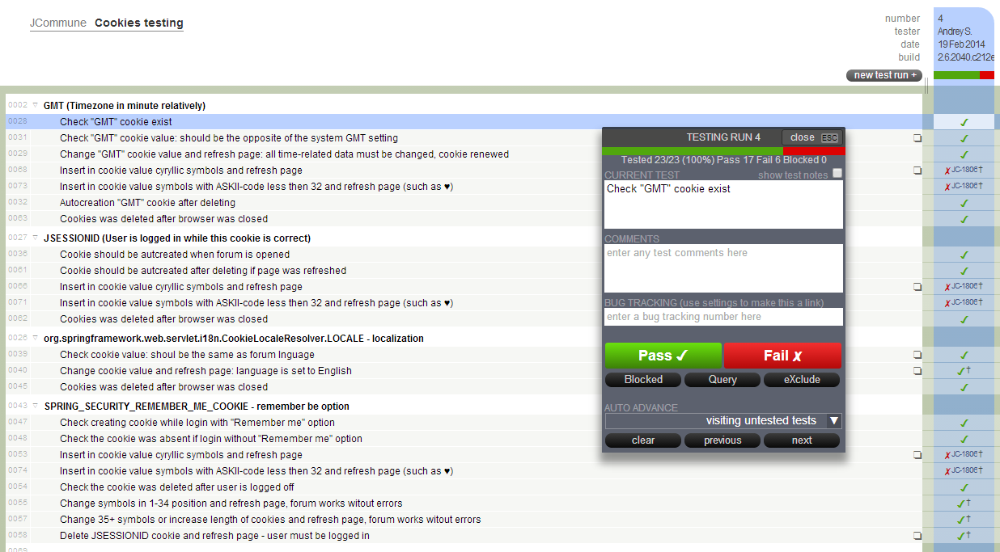 JCommune Cookies testing
number 4
tester Andrey S.
date 19 Feb 2014
build 2.6.2040.c212e
new test run +
0002 GMT (Timezone in minute relatively)
0028 Check "GMT" cookie exist
0031 Check "GMT" cookie value: should be the opposite of the system GMT setting
0029 Change "GMT" cookie value and refresh page: all time-related data must be changed, cookie renewed
0068 Insert in cookie value cyryllic symbols and refresh page ✗ JC-1806†
0073 Insert in cookie value symbols with ASKII-code less then 32 and refresh page (such as ♥) ✗ JC-1806†
0032 Autocreation "GMT" cookie after deleting
0063 Cookies was deleted after browser was closed
0027 JSESSIONID (User is logged in while this cookie is correct)
0036 Cookie should be autcreated when forum is opened
0061 Cookie should be autcreated after deleting if page was refreshed
0066 Insert in cookie value cyryllic symbols and refresh page ✗ JC-1806†
0071 Insert in cookie value symbols with ASKII-code less then 32 and refresh page (such as ♥) ✗ JC-1806†
0062 Cookies was deleted after browser was closed
0026 org.springframework.web.servlet.i18n.CookieLocaleResolver.LOCALE - localization
0039 Check cookie value: shoul be the same as forum lnguage
0040 Change cookie value and refresh page: language is set to English ✓†
0045 Cookies was deleted after browser was closed
0043 SPRING_SECURITY_REMEMBER_ME_COOKIE - remember be option
0047 Check creating cookie while login with "Remember me" option
0048 Check the cookie was absent if login without "Remember me" option
0053 Insert in cookie value cyryllic symbols and refresh page ✗ JC-1806†
0074 Insert in cookie value symbols with ASKII-code less then 32 and refresh page (such as ♥) ✗ JC-1806†
0054 Check the cookie was deleted after user is logged off
0056 Change symbols in 1-34 position and refresh page, forum works witout errors ✓†
0057 Change 35+ symbols or increase length of cookies and refresh page, forum works witout errors ✓†
0058 Delete JSESSIONID cookie and refresh page - user must be logged in ✓†
TESTING RUN 4 close ESC
Tested 23/23 (100%) Pass 17 Fail 6 Blocked 0
CURRENT TEST show test notes
Check "GMT" cookie exist
COMMENTS
enter any test comments here
BUG TRACKING (use settings to make this a link)
enter a bug tracking number here
Pass ✓ Fail ✗
Blocked Query eXclude
AUTO ADVANCE
visiting untested tests ▼
clear previous next